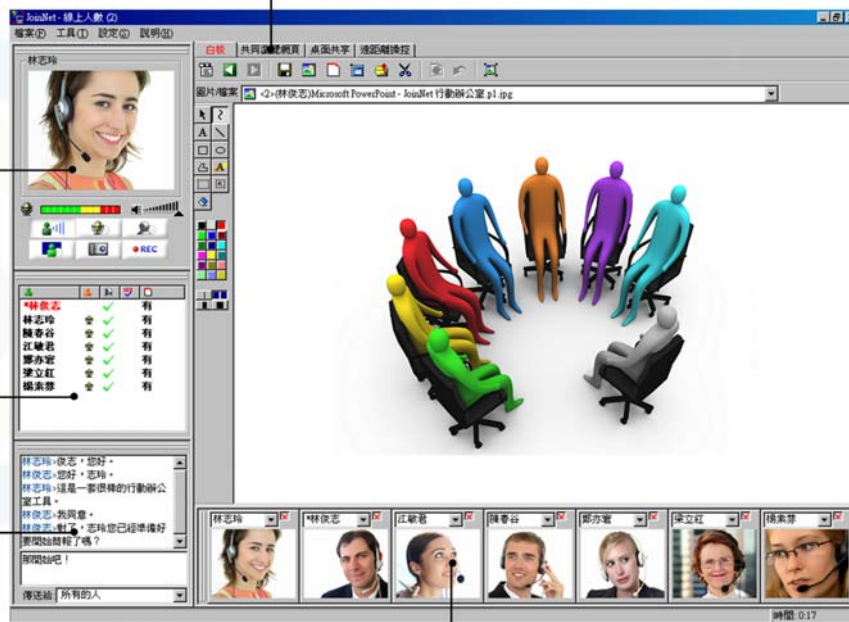 JoinNet - 線上人數 (2)
檔案(F) 工具(T) 設定(S) 說明(H)
林志玲
白板 共同瀏覽網頁 桌面共享 遠距離換控
圖片/檔案 <2>(林俊志)Microsoft PowerPoint - JoinNet 行動辦公室 p1.jpg
REC
*林俊志 有
林志玲 有
陳春谷 有
江敏君 有
鄭亦宏 有
梁立紅 有
楊素 有
林志玲>俊志,您好。
林俊志>您好,志玲。
林志玲>這是一套很棒的行動辦公
室工具。
林俊志>我同意。
林俊志>對了,志玲您已經準備好
要開始簡報了嗎?
那開始吧!
傳送給: 所有的人
林志玲 *林俊志 江敏君 陳春谷 鄭亦宏 梁立紅 楊素
時間: 0:17